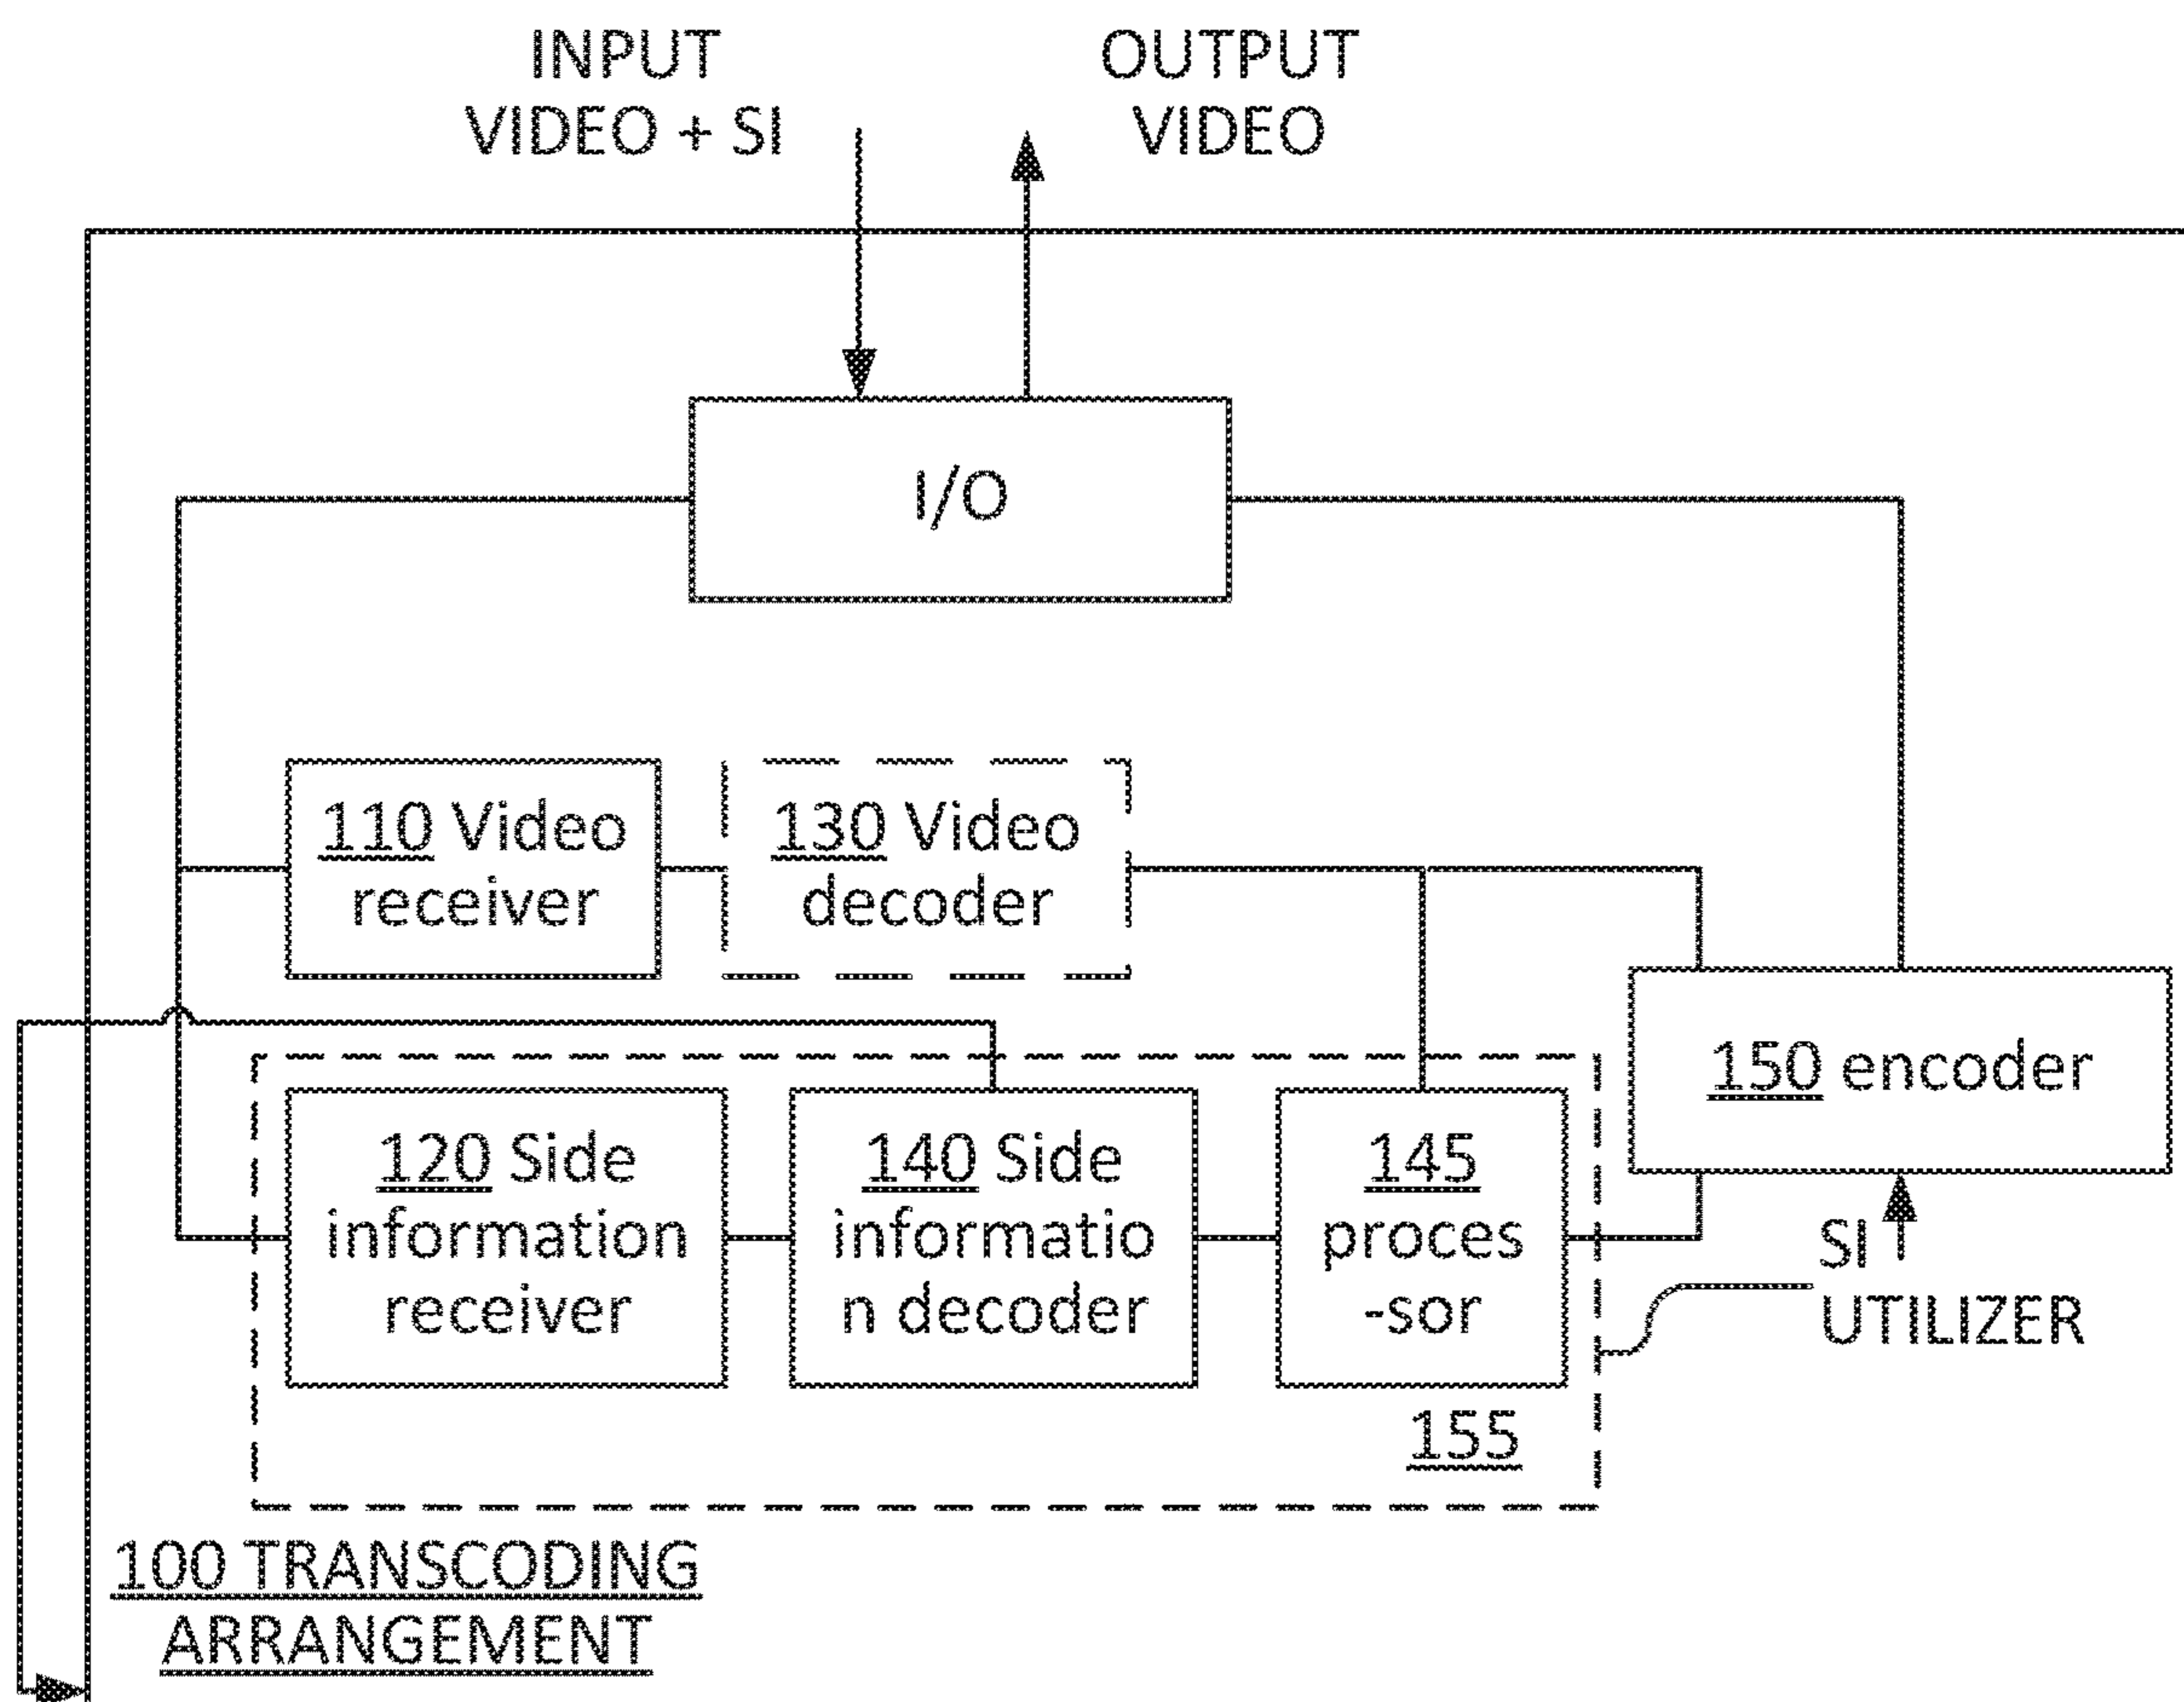 INPUT
VIDEO + SI
OUTPUT
VIDEO
I/O
110 Video
receiver
130 Video
decoder
150 encoder
120 Side
information
receiver
140 Side
informatio
n decoder
145
proces
-sor
SI
UTILIZER
155
100 TRANSCODING
ARRANGEMENT